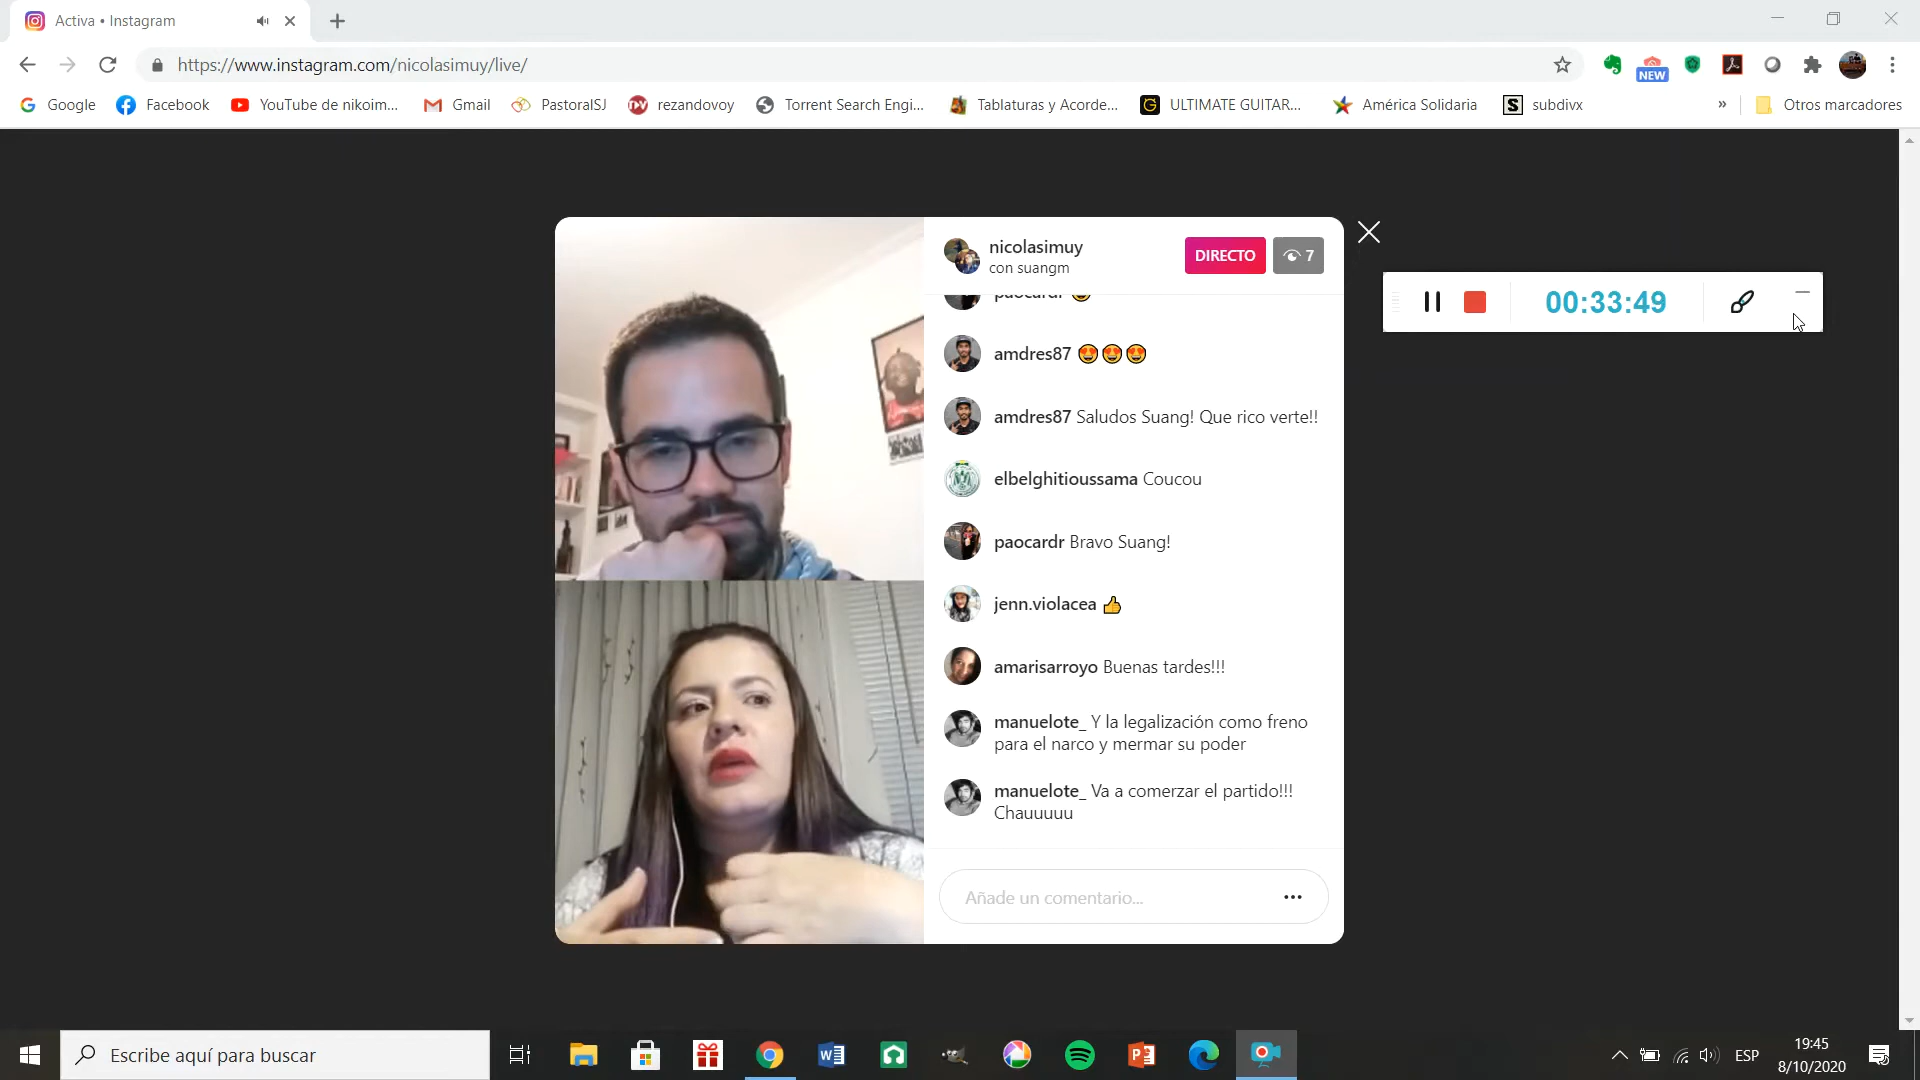 Activa • Instagram
https://www.instagram.com/nicolasimuy/live/
NEW
Google
Facebook
YouTube de nikoim...
Gmail
PastoralSJ
rezandovoy
Torrent Search Engi...
Tablaturas y Acorde...
ULTIMATE GUITAR...
América Solidaria
subdivx
»
Otros marcadores
nicolasimuy
con suangm
DIRECTO
7
paocardr
amdres87 😍😍😍
amdres87 Saludos Suang! Que rico verte!!
elbelghitioussama Coucou
paocardr Bravo Suang!
jenn.violacea 👍
amarisarroyo Buenas tardes!!!
manuelote_ Y la legalización como freno
para el narco y mermar su poder
manuelote_ Va a comerzar el partido!!!
Chauuuuu
Añade un comentario...
00:33:49
Escribe aquí para buscar
ESP
19:45
8/10/2020